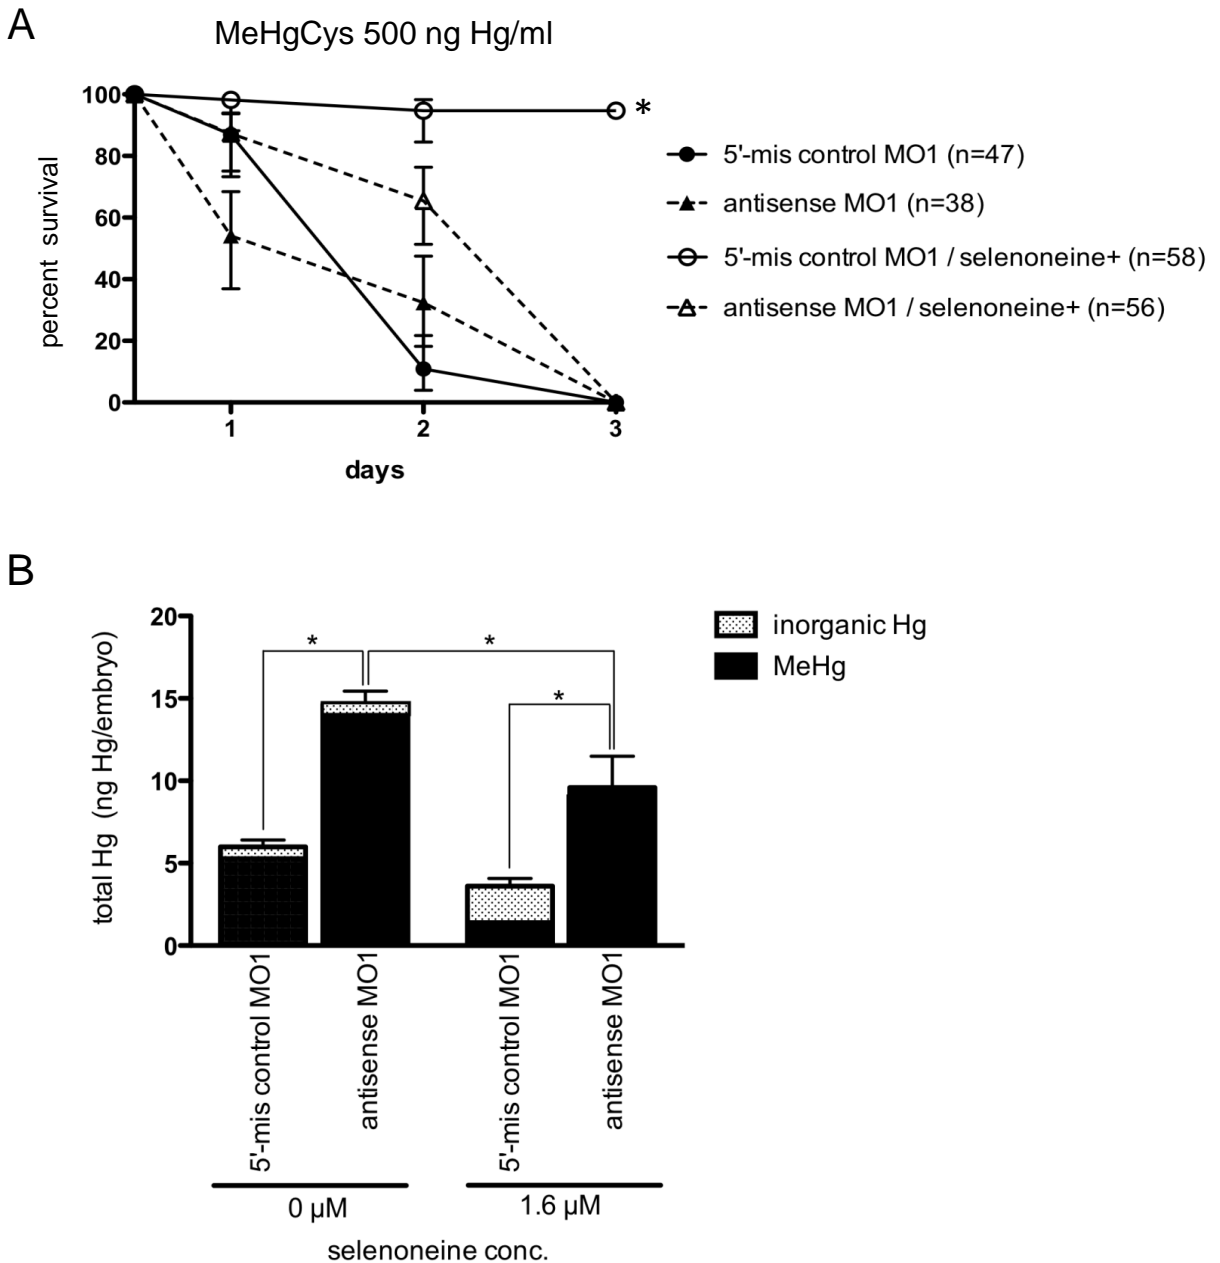 A
MeHgCys 500 ng Hg/ml
100
80
60
40
20
0
percent survival
1
2
3
days
*
5'-mis control MO1 (n=47)
antisense MO1 (n=38)
5'-mis control MO1 / selenoneine+ (n=58)
antisense MO1 / selenoneine+ (n=56)
B
20
15
10
5
0
total Hg (ng Hg/embryo)
*
*
*
inorganic Hg
MeHg
5'-mis control MO1
antisense MO1
5'-mis control MO1
antisense MO1
0 µM
1.6 µM
selenoneine conc.